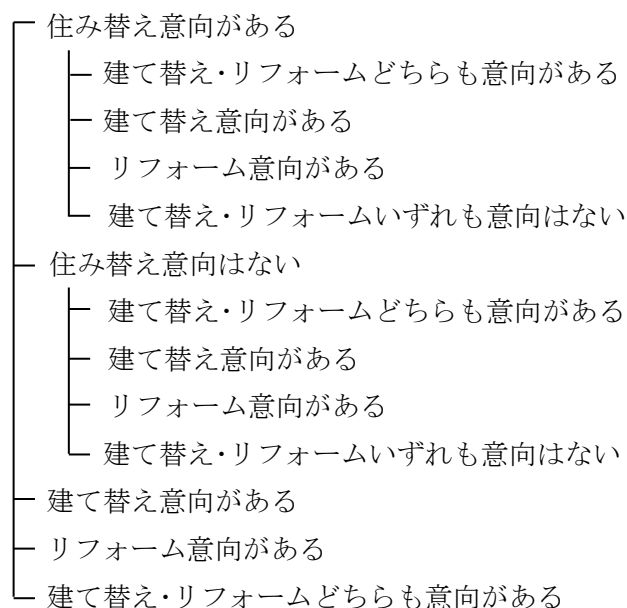 住み替え意向がある
建て替え･リフォームどちらも意向がある
建て替え意向がある
リフォーム意向がある
建て替え･リフォームいずれも意向はない
住み替え意向はない
建て替え･リフォームどちらも意向がある
建て替え意向がある
リフォーム意向がある
建て替え･リフォームいずれも意向はない
建て替え意向がある
リフォーム意向がある
建て替え･リフォームどちらも意向がある